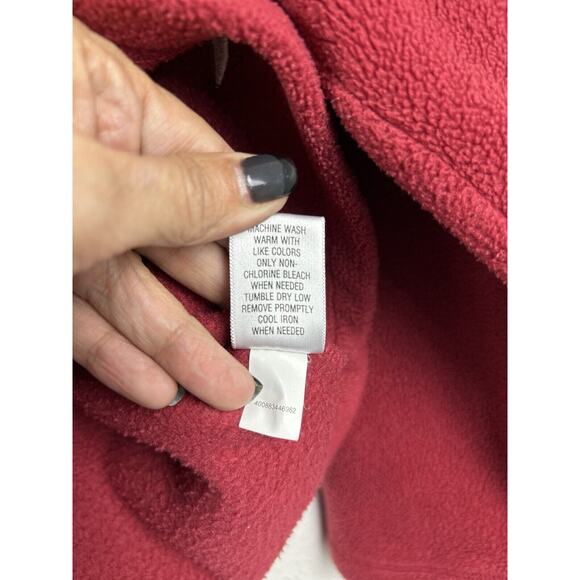 MACHINE WASH
WARM WITH
LIKE COLORS
ONLY NON-
CHLORINE BLEACH
WHEN NEEDED
TUMBLE DRY LOW
REMOVE PROMPTLY
COOL IRON
WHEN NEEDED
400883446982